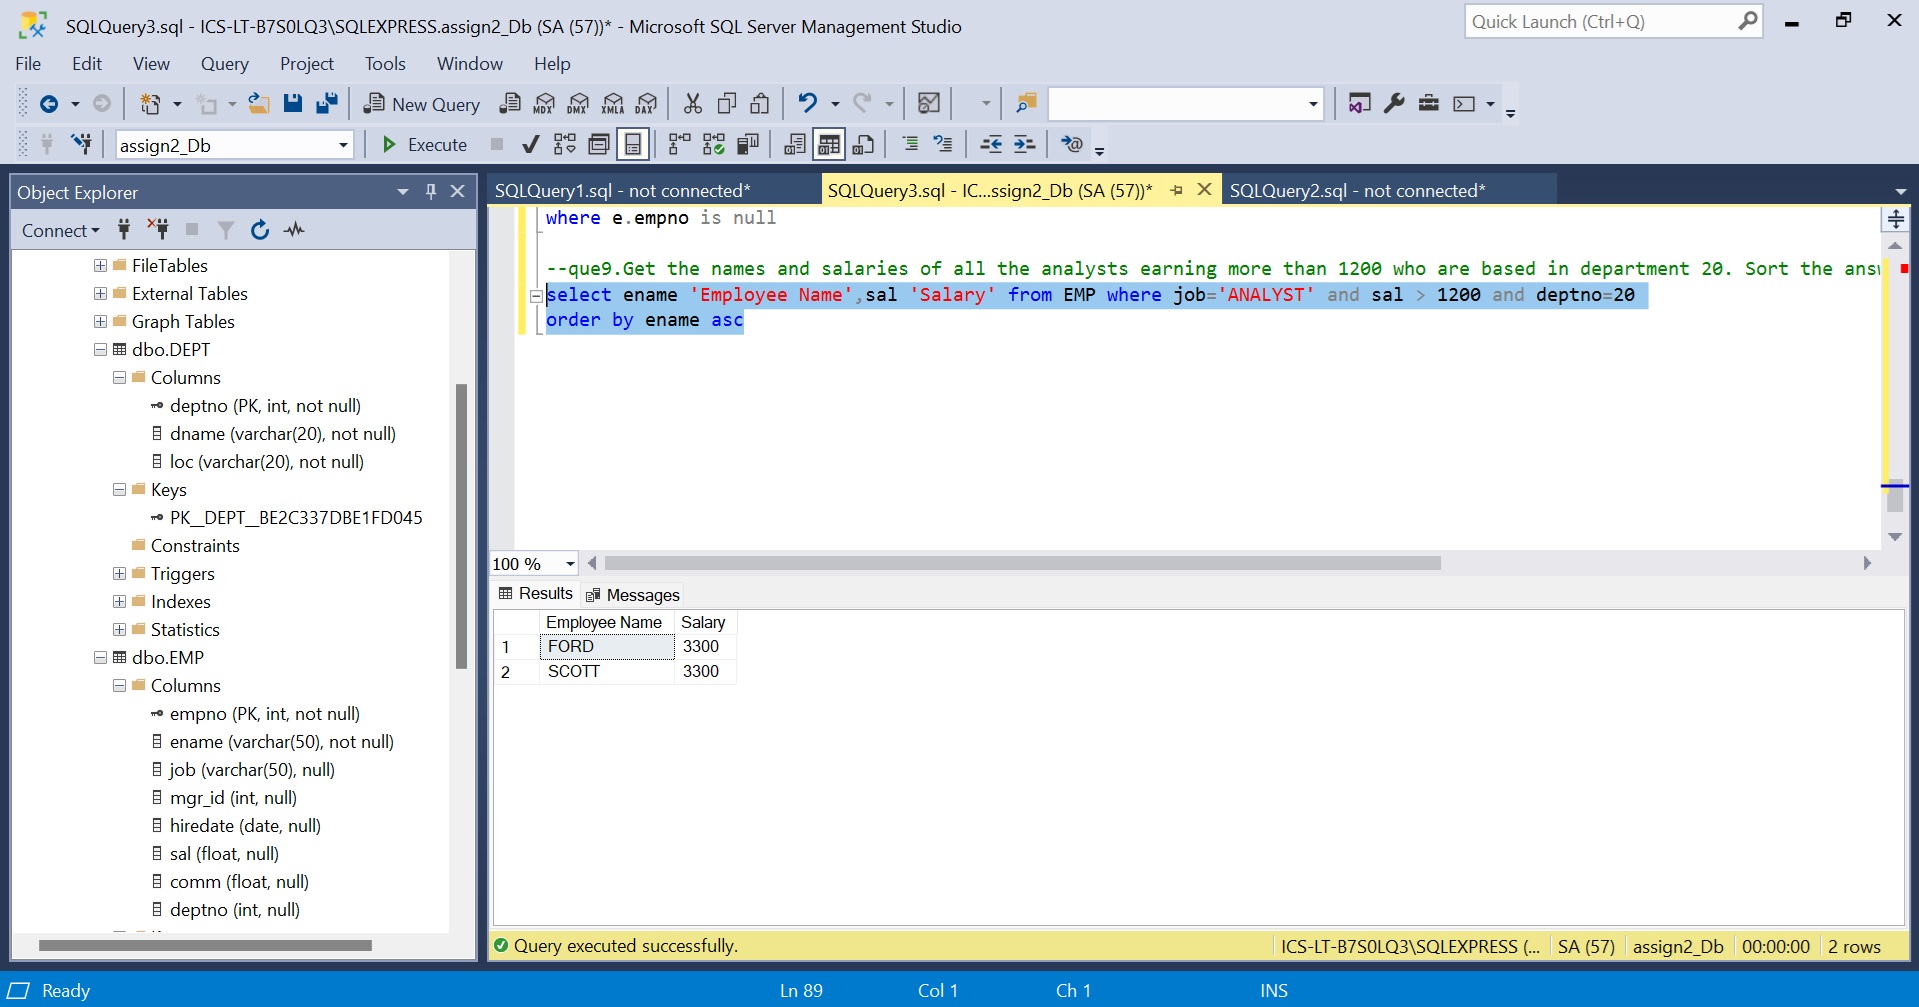 SQLQuery3.sql - ICS-LT-B7S0LQ3\SQLEXPRESS.assign2_Db (SA (57))* - Microsoft SQL Server Management Studio
Quick Launch (Ctrl+Q)
File Edit View Query Project Tools Window Help
New Query MDX DMX XMLA DAX
assign2_Db Execute
Object Explorer
Connect
FileTables
External Tables
Graph Tables
dbo.DEPT
Columns
deptno (PK, int, not null)
dname (varchar(20), not null)
loc (varchar(20), not null)
Keys
PK__DEPT__BE2C337DBE1FD045
Constraints
Triggers
Indexes
Statistics
dbo.EMP
Columns
empno (PK, int, not null)
ename (varchar(50), not null)
job (varchar(50), null)
mgr_id (int, null)
hiredate (date, null)
sal (float, null)
comm (float, null)
deptno (int, null)
SQLQuery1.sql - not connected*
SQLQuery3.sql - IC...ssign2_Db (SA (57))*
SQLQuery2.sql - not connected*
where e.empno is null
--que9.Get the names and salaries of all the analysts earning more than 1200 who are based in department 20. Sort the
select ename 'Employee Name',sal 'Salary' from EMP where job='ANALYST' and sal > 1200 and deptno=20
order by ename asc
100 %
Results Messages
Employee Name Salary
1 FORD 3300
2 SCOTT 3300
Query executed successfully.
ICS-LT-B7S0LQ3\SQLEXPRESS (... SA (57) assign2_Db 00:00:00 2 rows
Ready Ln 89 Col 1 Ch 1 INS